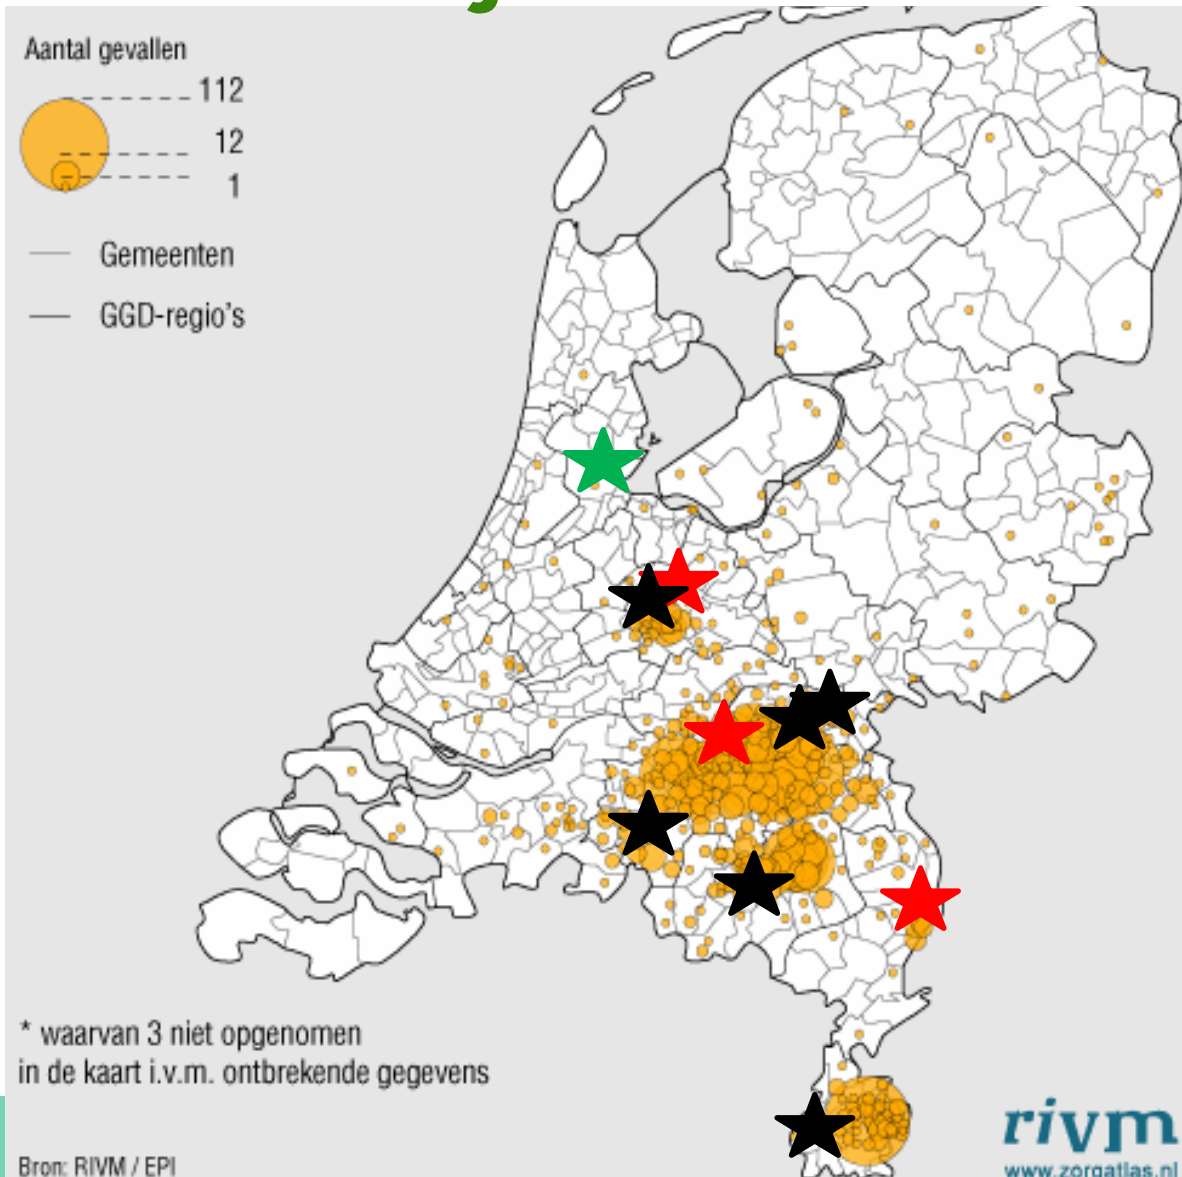 Aantal gevallen
112
12
1
Gemeenten
GGD-regio's
* waarvan 3 niet opgenomen
in de kaart i.v.m. ontbrekende gegevens
Bron: RIVM / EPI
rivm
www.zorgatlas.nl